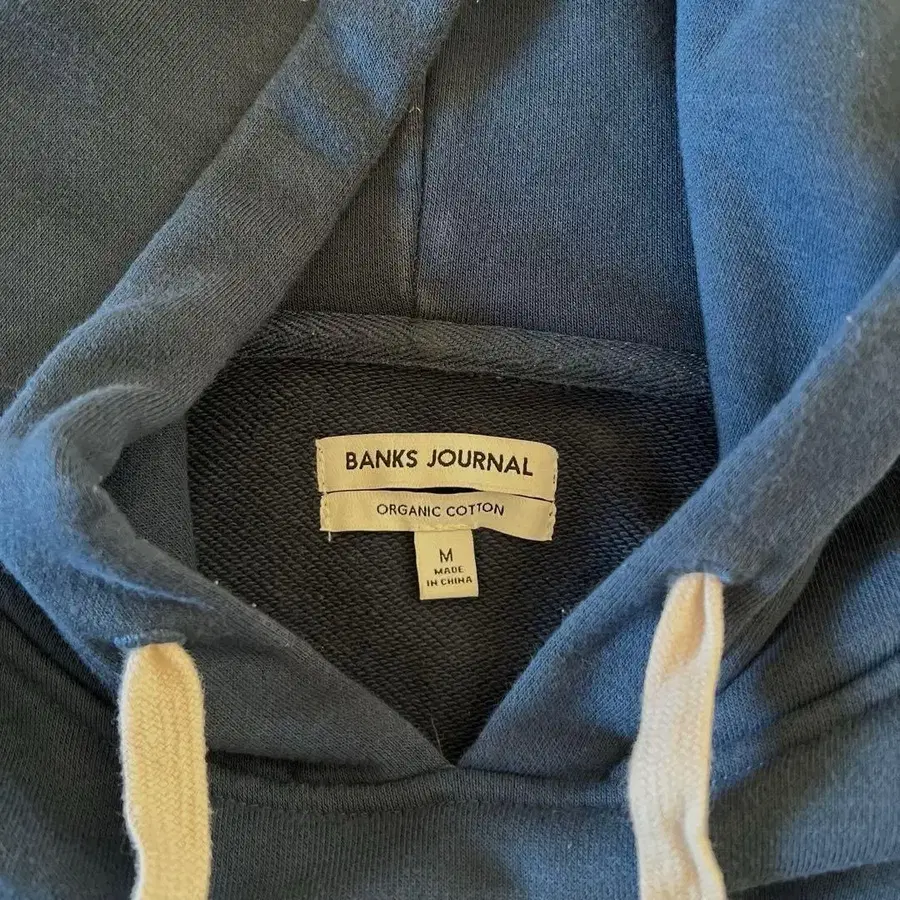 BANKS JOURNAL
ORGANIC COTTON
M
MADE
IN CHINA